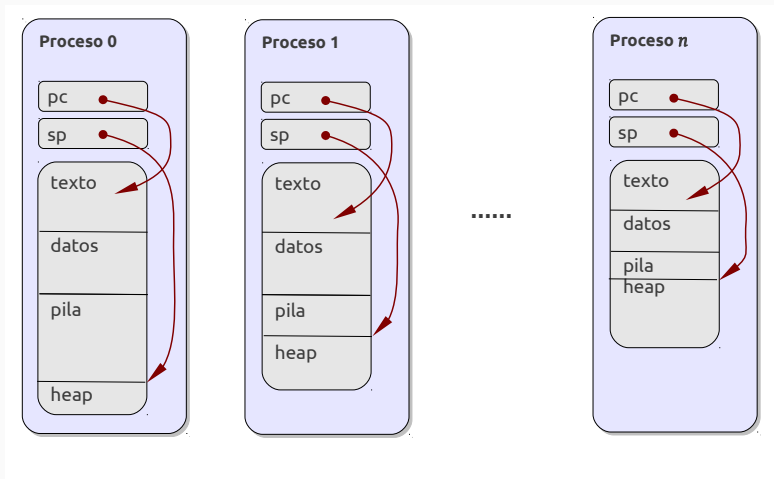 Proceso 0
pc
sp
texto
datos
pila
heap
Proceso 1
pc
sp
texto
datos
pila
heap
......
Proceso n
pc
sp
texto
datos
pila
heap